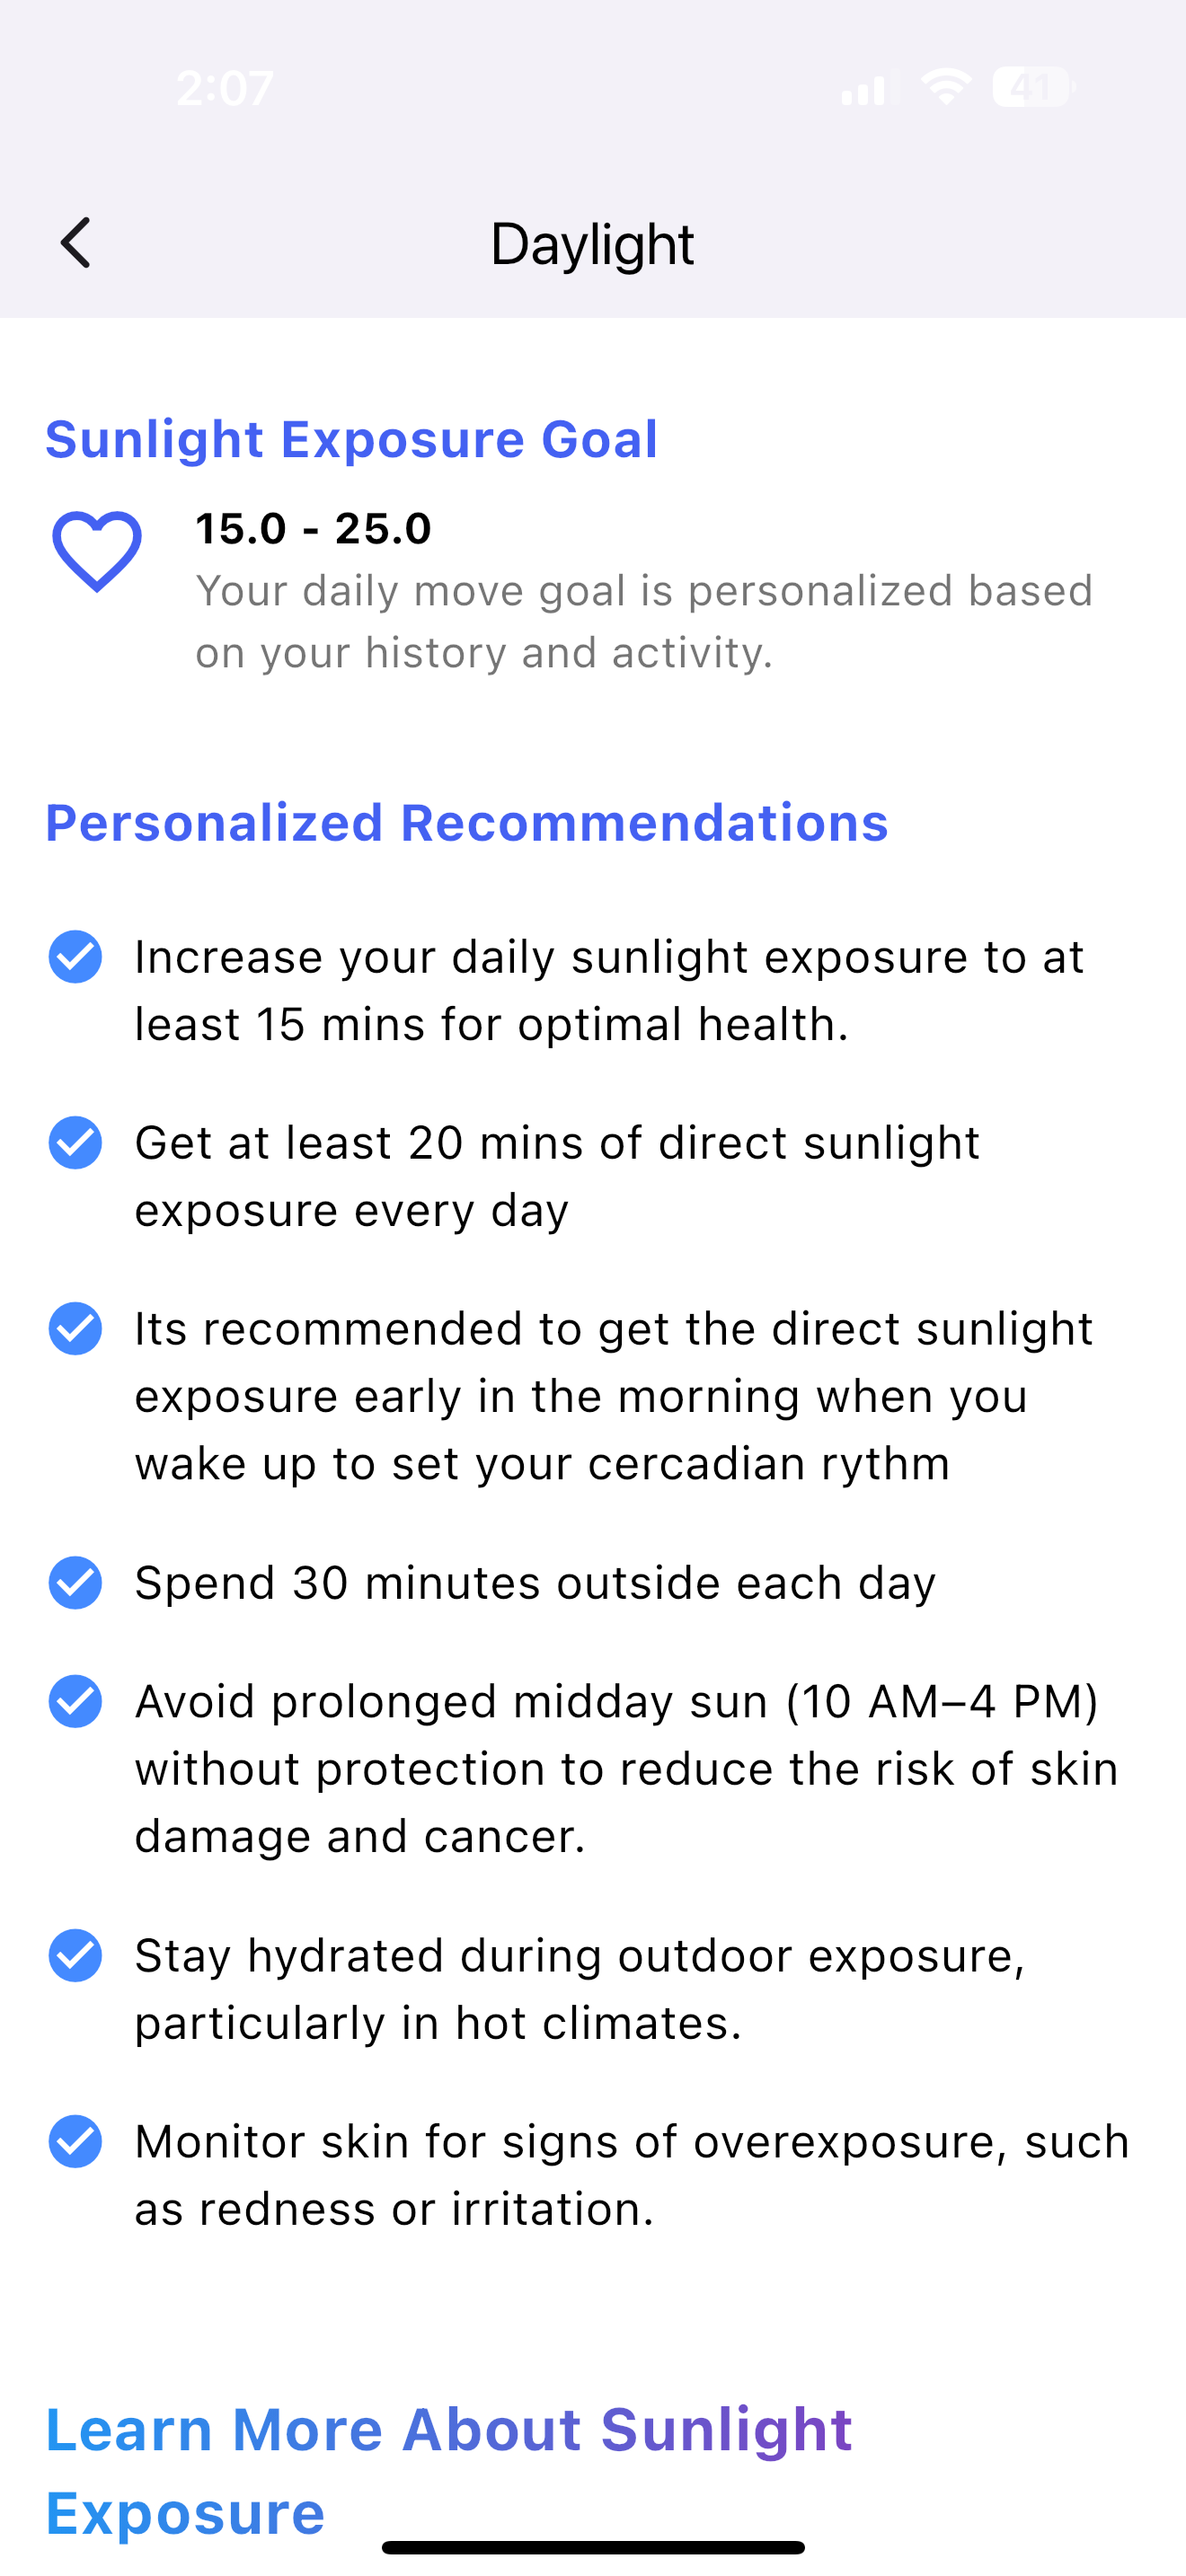 2:07
41
Daylight
Sunlight Exposure Goal
15.0 - 25.0
Your daily move goal is personalized based
on your history and activity.
Personalized Recommendations
Increase your daily sunlight exposure to at
least 15 mins for optimal health.
Get at least 20 mins of direct sunlight
exposure every day
Its recommended to get the direct sunlight
exposure early in the morning when you
wake up to set your cercadian rythm
Spend 30 minutes outside each day
Avoid prolonged midday sun (10 AM–4 PM)
without protection to reduce the risk of skin
damage and cancer.
Stay hydrated during outdoor exposure,
particularly in hot climates.
Monitor skin for signs of overexposure, such
as redness or irritation.
Learn More About Sunlight
Exposure